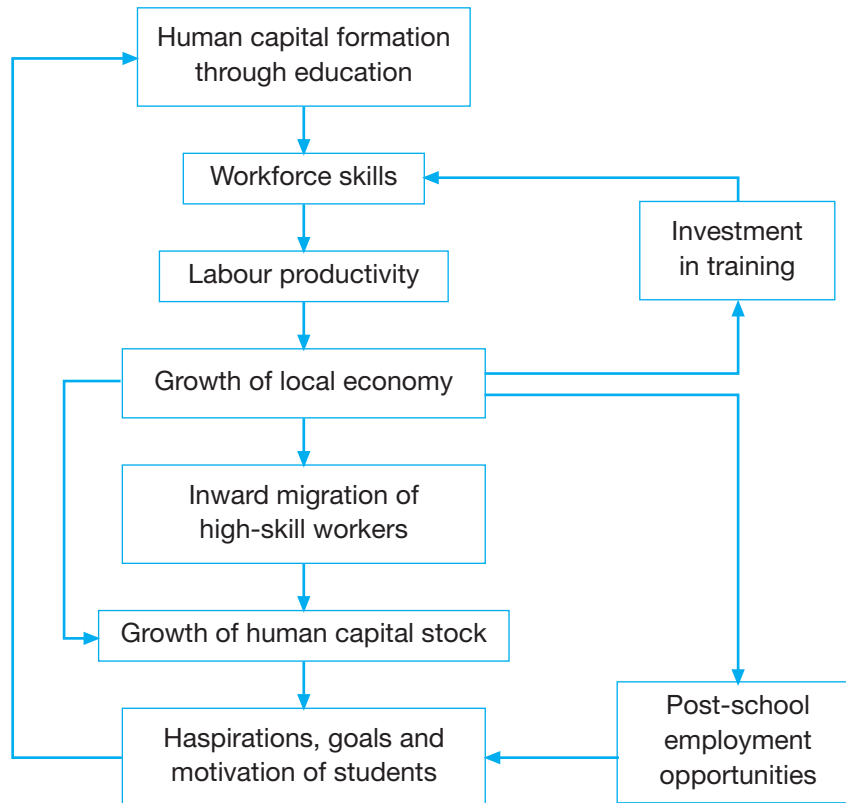 Human capital formation
through education
Workforce skills
Investment
in training
Labour productivity
Growth of local economy
Inward migration of
high-skill workers
Growth of human capital stock
Haspirations, goals and
motivation of students
Post-school
employment
opportunities